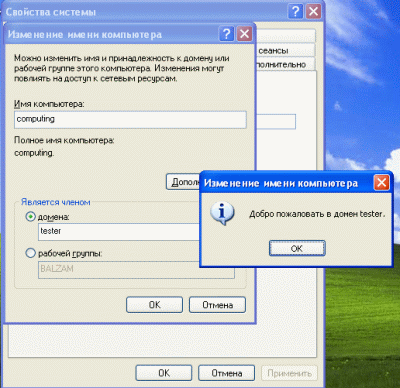 Свойства системы
Изменение имени компьютера
сеансы
Можно изменить имя и принадлежность к домену или
рабочей группе этого компьютера. Изменения могут
повлиять на доступ к сетевым ресурсам.
Имя компьютера:
computing
Полное имя компьютера:
computing.
Является членом
домена:
tester
рабочей группы:
BALZAM
OK
Отмена
Изменение имени компьютера
Добро пожаловать в домен tester.
OK
OK
Отмена
Применить